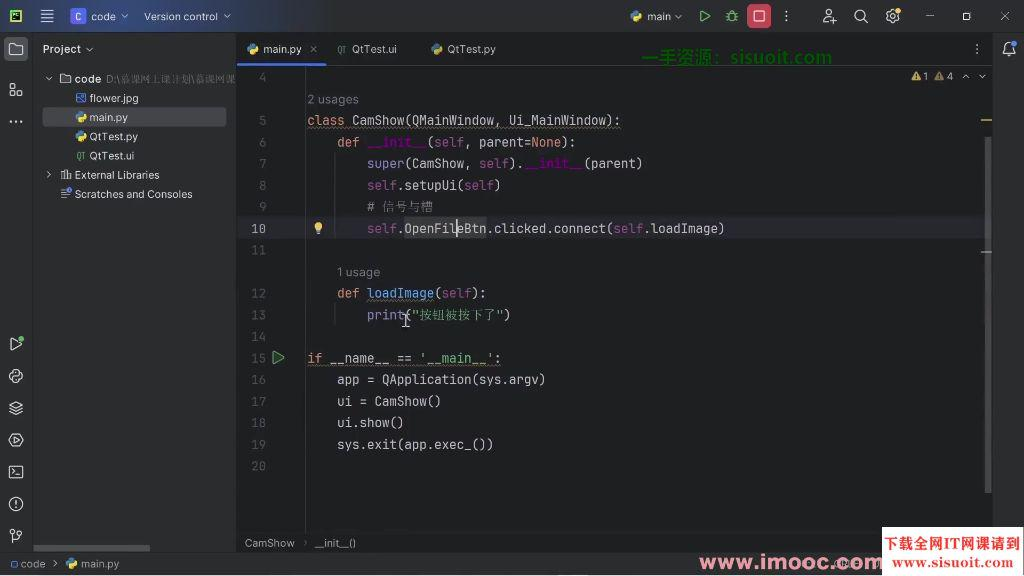 code
Version control
main
Project
main.py
QtTest.ui
QtTest.py
一手资源：sisuoit.com
code D:\慕课网上课计划\慕课网课
flower.jpg
main.py
QtTest.py
QtTest.ui
External Libraries
Scratches and Consoles
1 4
4
2 usages
5 class CamShow(QMainWindow, Ui_MainWindow):
6 def __init__(self, parent=None):
7 super(CamShow, self).__init__(parent)
8 self.setupUi(self)
9 # 信号与槽
10 self.OpenFileBtn.clicked.connect(self.loadImage)
11
1 usage
12 def loadImage(self):
13 print("按钮被按下了")
14
15 if __name__ == '__main__':
16 app = QApplication(sys.argv)
17 ui = CamShow()
18 ui.show()
19 sys.exit(app.exec_())
20
CamShow > __init__()
code > main.py
www.imooc.com
下载全网IT网课请到
www.sisuoit.com